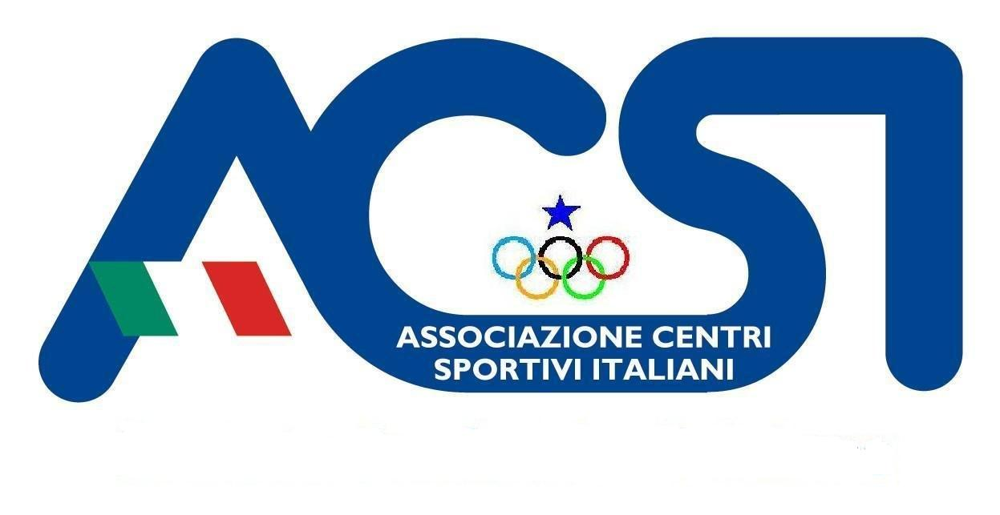 ACSI
ASSOCIAZIONE CENTRI
SPORTIVI ITALIANI